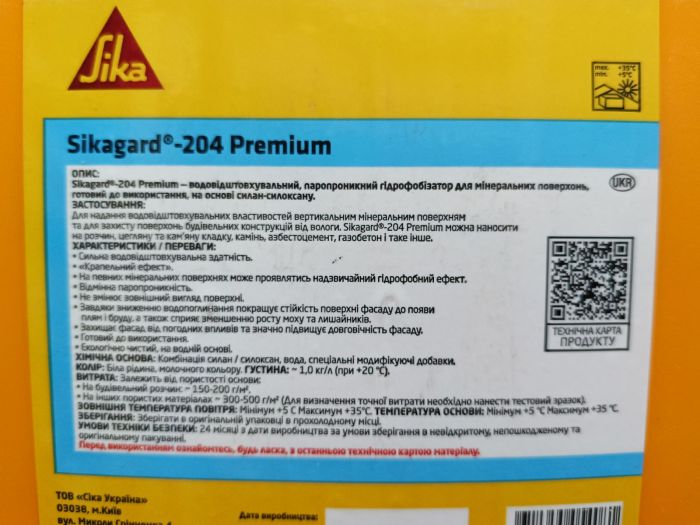 Sika
max. +35°C
min. +5°C
Sikagard®-204 Premium
UKR
ОПИС:
Sikagard®-204 Premium – водовідштовхувальний, паропроникний гідрофобізатор для мінеральних поверхонь,
готовий до використання, на основі силан-силоксану.
ЗАСТОСУВАННЯ:
Для надання водовідштовхувальних властивостей вертикальним мінеральним поверхням
та для захисту поверхонь будівельних конструкцій від вологи. Sikagard®-204 Premium можна наносити
на розчин, цегляну та кам'яну кладку, камінь, азбестоцемент, газобетон і таке інше.
ХАРАКТЕРИСТИКИ / ПЕРЕВАГИ:
• Сильна водовідштовхувальна здатність.
• «Крапельний ефект».
• На певних мінеральних поверхнях може проявлятись надзвичайний гідрофобний ефект.
• Відмінна паропроникність.
• Не змінює зовнішній вигляд поверхні.
• Завдяки зниженню водопоглинання покращує стійкість поверхні фасаду до появи
плям і бруду, а також сприяє зменшенню росту моху та лишайників.
• Захищає фасад від погодних впливів та значно підвищує довговічність фасаду.
• Готовий до використання.
• Екологічно чистий, на водній основі.
ХІМІЧНА ОСНОВА: Комбінація силан / силоксан, вода, спеціальні модифікуючі добавки.
КОЛІР: Біла рідина, молочного кольору. ГУСТИНА: ~ 1,0 кг/л (при +20 °С).
ВИТРАТА: Залежить від пористості основи:
• На будівельний розчин: ~ 150-200 г/м².
• На інших пористих матеріалах ~ 300-500 г/м² (Для визначення точної витрати необхідно нанести тестовий зразок).
ЗОВНІШНЯ ТЕМПЕРАТУРА ПОВІТРЯ: Мінімум +5 С Максимум +35°С. ТЕМПЕРАТУРА ОСНОВИ: Мінімум +5 °С Максимум +35 °С.
ЗБЕРІГАННЯ: Зберігати в оригінальній упаковці в прохолодному місці.
УМОВИ ТЕХНІКИ БЕЗПЕКИ: 24 місяці з дати виробництва за умови зберігання в невідкритому, непошкодженому та
оригінальному пакуванні.
Перед використанням ознайомтесь, будь ласка, з останньою технічною картою матеріалу.
ТЕХНІЧНА КАРТА
ПРОДУКТУ
ТОВ «Сіка Україна»
03038, м.Київ
вул. Миколи Грінченка 4
Дата виробництва: